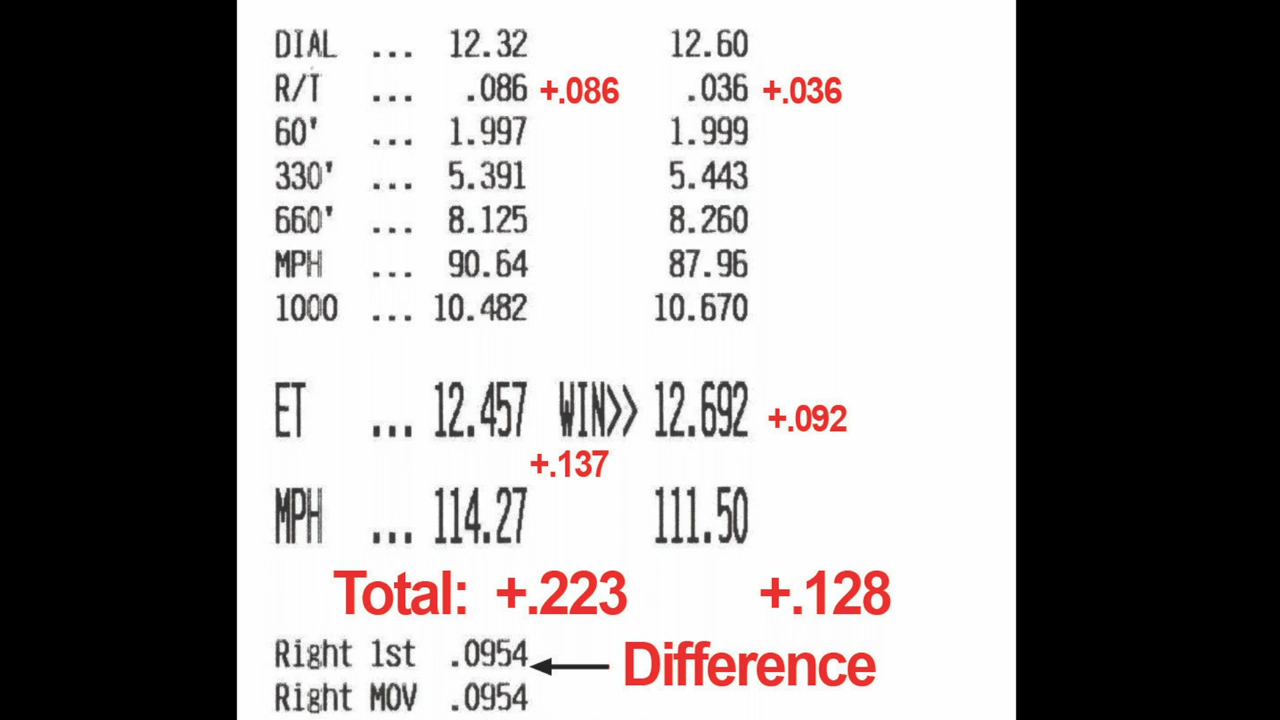 DIAL ... 12.32 12.60
R/T ... .086 +.086 .036 +.036
60' ... 1.997 1.999
330' ... 5.391 5.443
660' ... 8.125 8.260
MPH ... 90.64 87.96
1000 ... 10.482 10.670
ET ... 12.457 WIN>> 12.692 +.092
+.137
MPH ... 114.27 111.50
Total: +.223 +.128
Right 1st .0954 Difference
Right MOV .0954